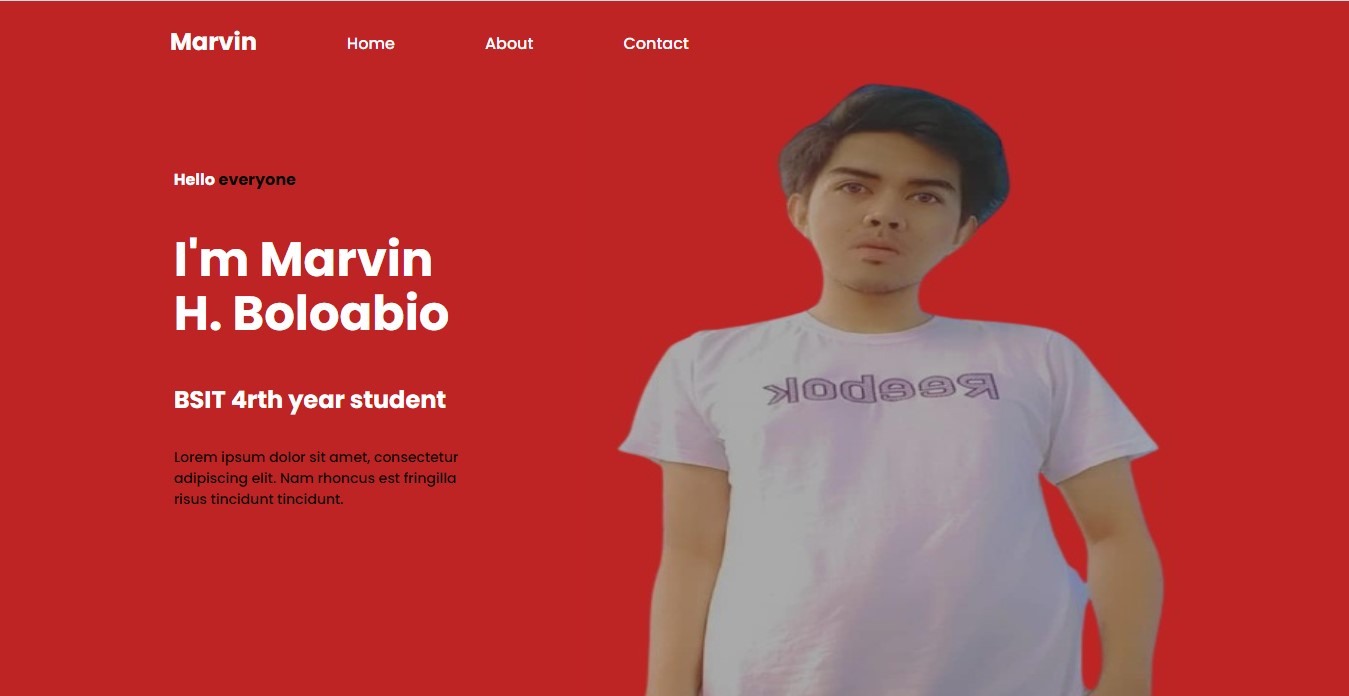 Marvin Home About Contact
Hello everyone
I'm Marvin
H. Boloabio
BSIT 4rth year student
Lorem ipsum dolor sit amet, consectetur
adipiscing elit. Nam rhoncus est fringilla
risus tincidunt tincidunt.
Reebok